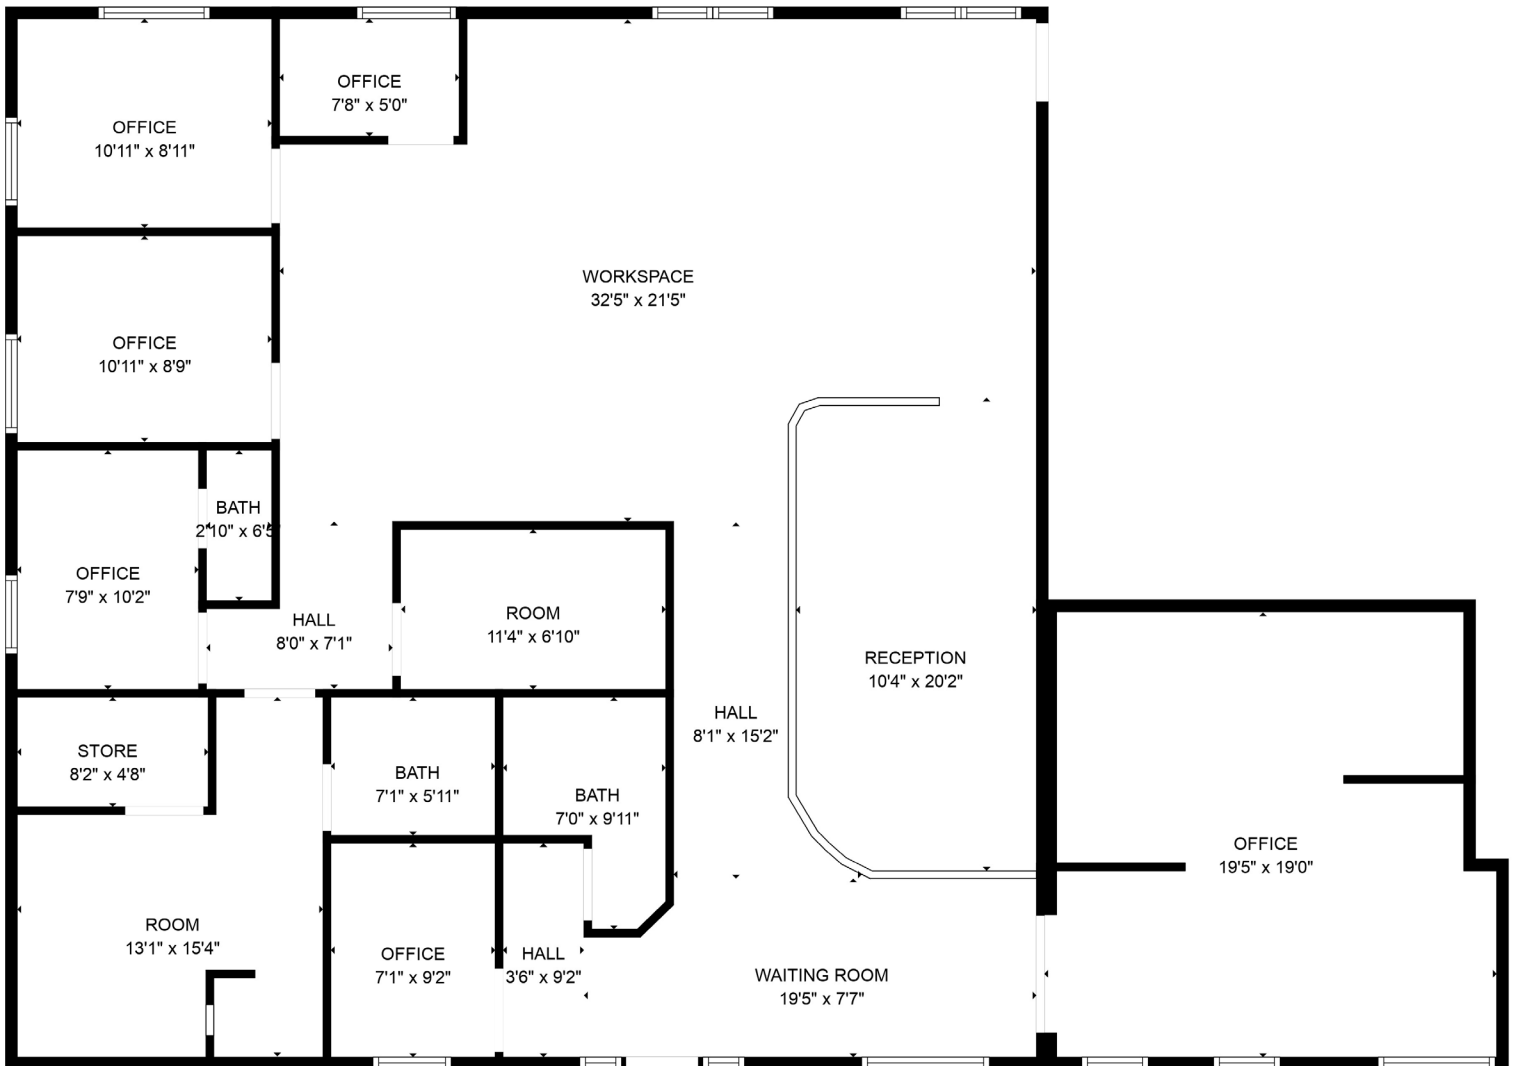 OFFICE
7'8" x 5'0"
OFFICE
10'11" x 8'11"
WORKSPACE
32'5" x 21'5"
OFFICE
10'11" x 8'9"
BATH
2'10" x 6'5"
OFFICE
7'9" x 10'2"
HALL
8'0" x 7'1"
ROOM
11'4" x 6'10"
RECEPTION
10'4" x 20'2"
HALL
8'1" x 15'2"
STORE
8'2" x 4'8"
BATH
7'1" x 5'11"
BATH
7'0" x 9'11"
OFFICE
19'5" x 19'0"
ROOM
13'1" x 15'4"
OFFICE
7'1" x 9'2"
HALL
3'6" x 9'2"
WAITING ROOM
19'5" x 7'7"